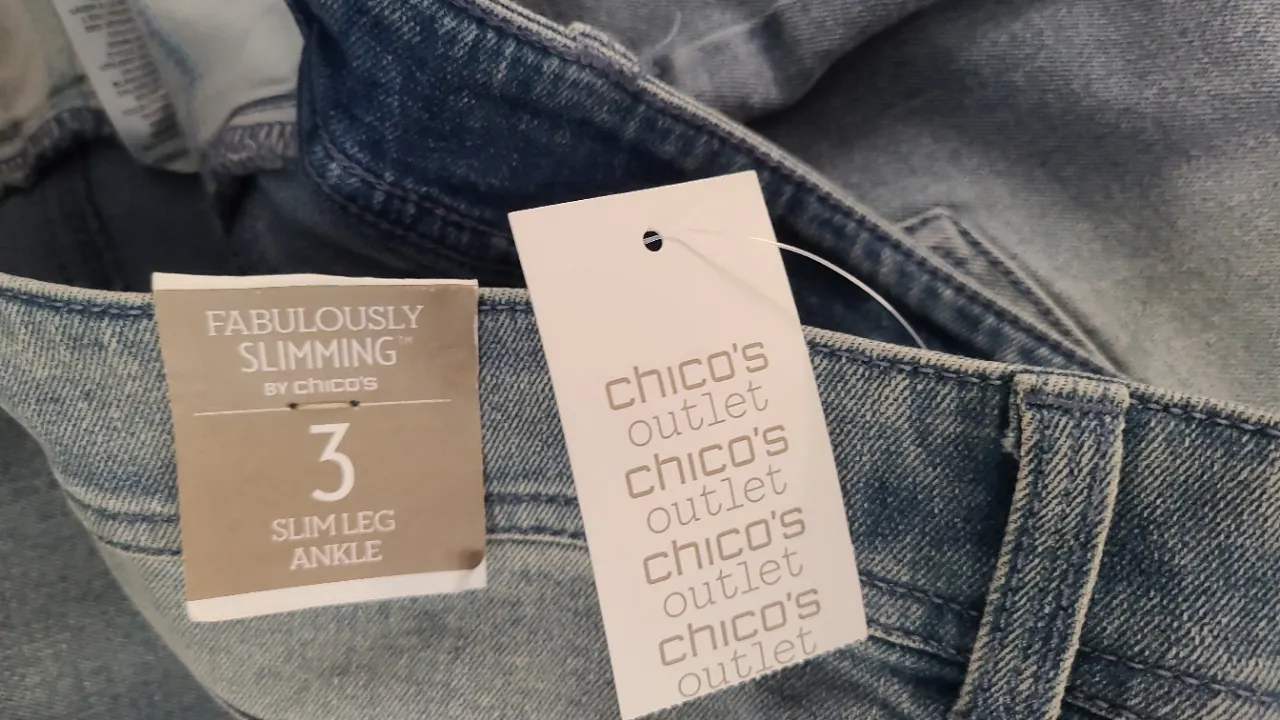 FABULOUSLY
SLIMMING™
BY CHICO'S
3
SLIM LEG
ANKLE
chico's
outlet
chico's
outlet
chico's
outlet
chico's
outlet